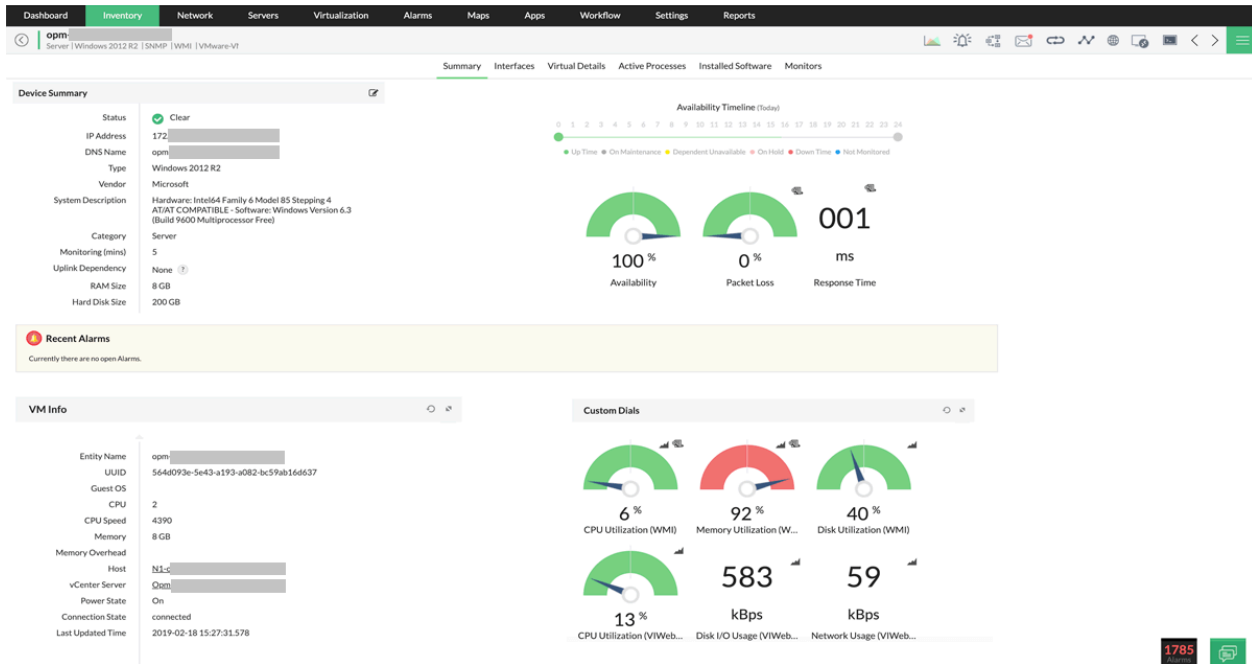 Dashboard Inventory Network Servers Virtualization Alarms Maps Apps Workflow Settings Reports
opm-
Server | Windows 2012 R2 | SNMP | WMI | VMware-VM
Summary Interfaces Virtual Details Active Processes Installed Software Monitors
Device Summary
Status Clear
IP Address 172.
DNS Name opm
Type Windows 2012 R2
Vendor Microsoft
System Description Hardware: Intel64 Family 6 Model 85 Stepping 4
AT/AT COMPATIBLE - Software: Windows Version 6.3
(Build 9600 Multiprocessor Free)
Category Server
Monitoring (mins) 5
Uplink Dependency None ?
RAM Size 8 GB
Hard Disk Size 200 GB
Availability Timeline (Today)
0 1 2 3 4 5 6 7 8 9 10 11 12 13 14 15 16 17 18 19 20 21 22 23 24
Up Time On Maintenance Dependent Unavailable On Hold Down Time Not Monitored
100 % 0 % 001 ms
Availability Packet Loss Response Time
Recent Alarms
Currently there are no open Alarms.
VM Info
Entity Name opm-
UUID 564d093e-5e43-a193-a082-bc59ab16d637
Guest OS
CPU 2
CPU Speed 4390
Memory 8 GB
Memory Overhead
Host N1-
vCenter Server Opm
Power State On
Connection State connected
Last Updated Time 2019-02-18 15:27:31.578
Custom Dials
6 % 92 % 40 %
CPU Utilization (WMI) Memory Utilization (W... Disk Utilization (WMI)
13 % 583 kBps 59 kBps
CPU Utilization (VIWeb... Disk I/O Usage (VIWeb... Network Usage (VIWeb...
1785
Alarms